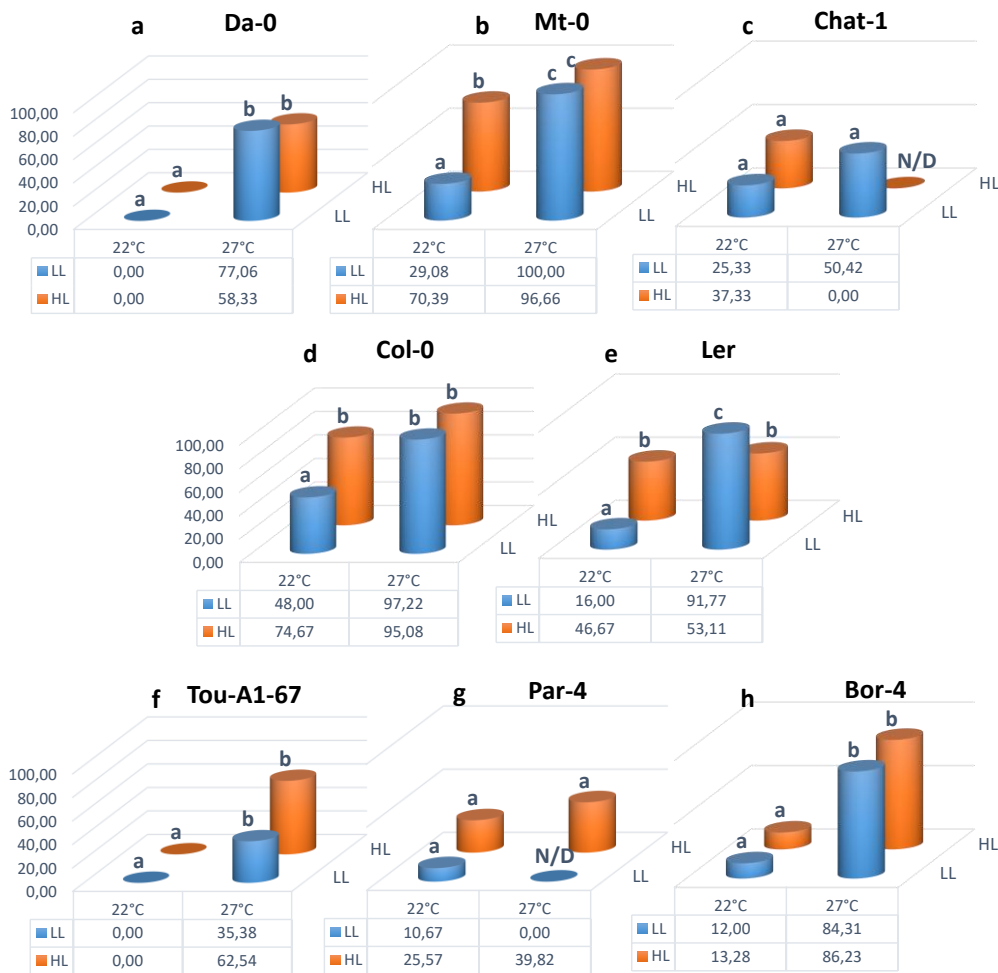 a Da-0 b Mt-0 c Chat-1
c c
b
b b a a
a a N/D
a
100,00
80,00
60,00
40,00
20,00
0,00
HL HL HL
LL LL LL
22°C 27°C 22°C 27°C 22°C 27°C
LL 0,00 77,06 29,08 100,00 25,33 50,42
HL 0,00 58,33 70,39 96,66 37,33 0,00
d Col-0 e Ler
b c
b b b b
a a
100,00
80,00
60,00
40,00
20,00
0,00
HL HL
LL LL
22°C 27°C 22°C 27°C
LL 48,00 97,22 LL 16,00 91,77
HL 74,67 95,08 HL 46,67 53,11
f Tou-A1-67 g Par-4 h Bor-4
b b
b a a b
a a a
a N/D a
100,00
80,00
60,00
40,00
20,00
0,00
HL HL HL
LL LL LL
22°C 27°C 22°C 27°C 22°C 27°C
LL 0,00 35,38 LL 10,67 0,00 LL 12,00 84,31
HL 0,00 62,54 HL 25,57 39,82 HL 13,28 86,23